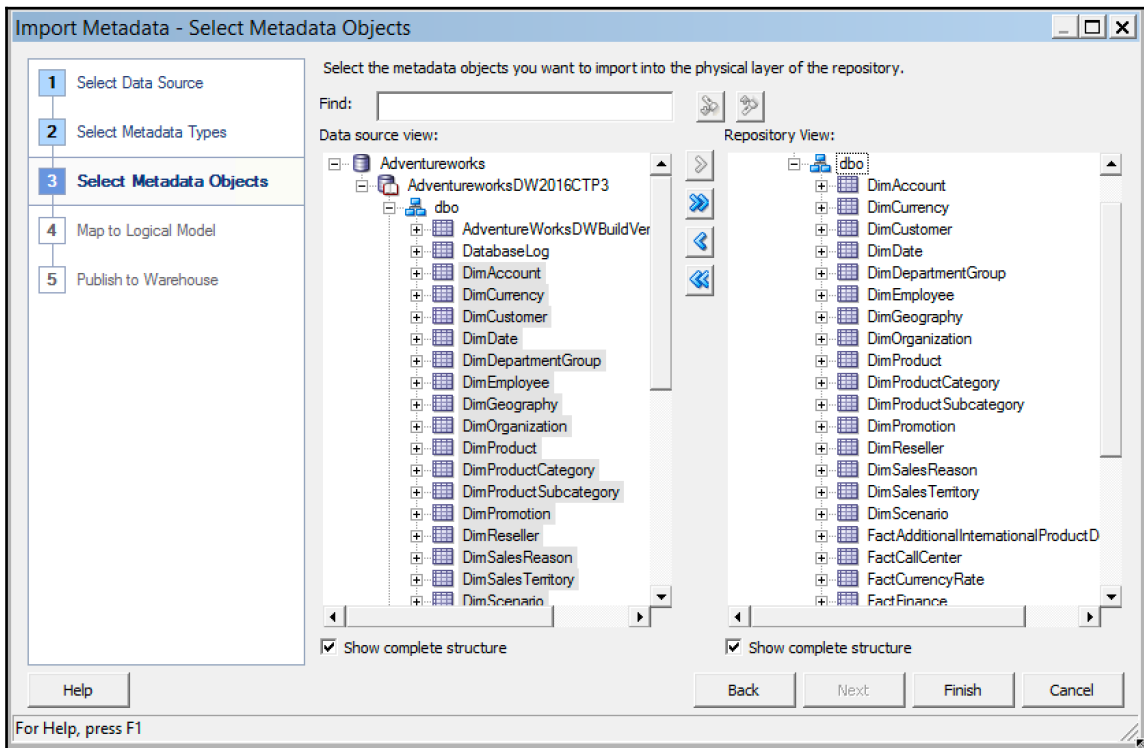 Import Metadata - Select Metadata Objects
1 Select Data Source
2 Select Metadata Types
3 Select Metadata Objects
4 Map to Logical Model
5 Publish to Warehouse
Select the metadata objects you want to import into the physical layer of the repository.
Find:
Data source view:
Adventureworks
AdventureworksDW2016CTP3
dbo
AdventureWorksDWBuildVer
DatabaseLog
DimAccount
DimCurrency
DimCustomer
DimDate
DimDepartmentGroup
DimEmployee
DimGeography
DimOrganization
DimProduct
DimProductCategory
DimProductSubcategory
DimPromotion
DimReseller
DimSalesReason
DimSalesTerritory
DimScenario
Show complete structure
Repository View:
dbo
DimAccount
DimCurrency
DimCustomer
DimDate
DimDepartmentGroup
DimEmployee
DimGeography
DimOrganization
DimProduct
DimProductCategory
DimProductSubcategory
DimPromotion
DimReseller
DimSalesReason
DimSalesTerritory
DimScenario
FactAdditionalInternationalProductD
FactCallCenter
FactCurrencyRate
FactFinance
Show complete structure
Help
Back
Next
Finish
Cancel
For Help, press F1